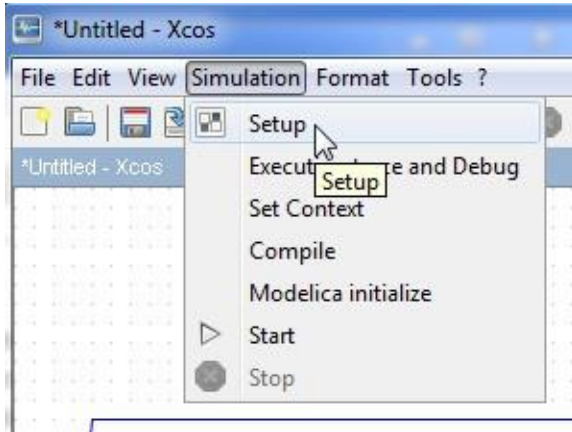 *Untitled - Xcos
File Edit View Simulation Format Tools ?
*Untitled - Xcos
Setup
and Debug
Setup
Set Context
Compile
Modelica initialize
Start
Stop